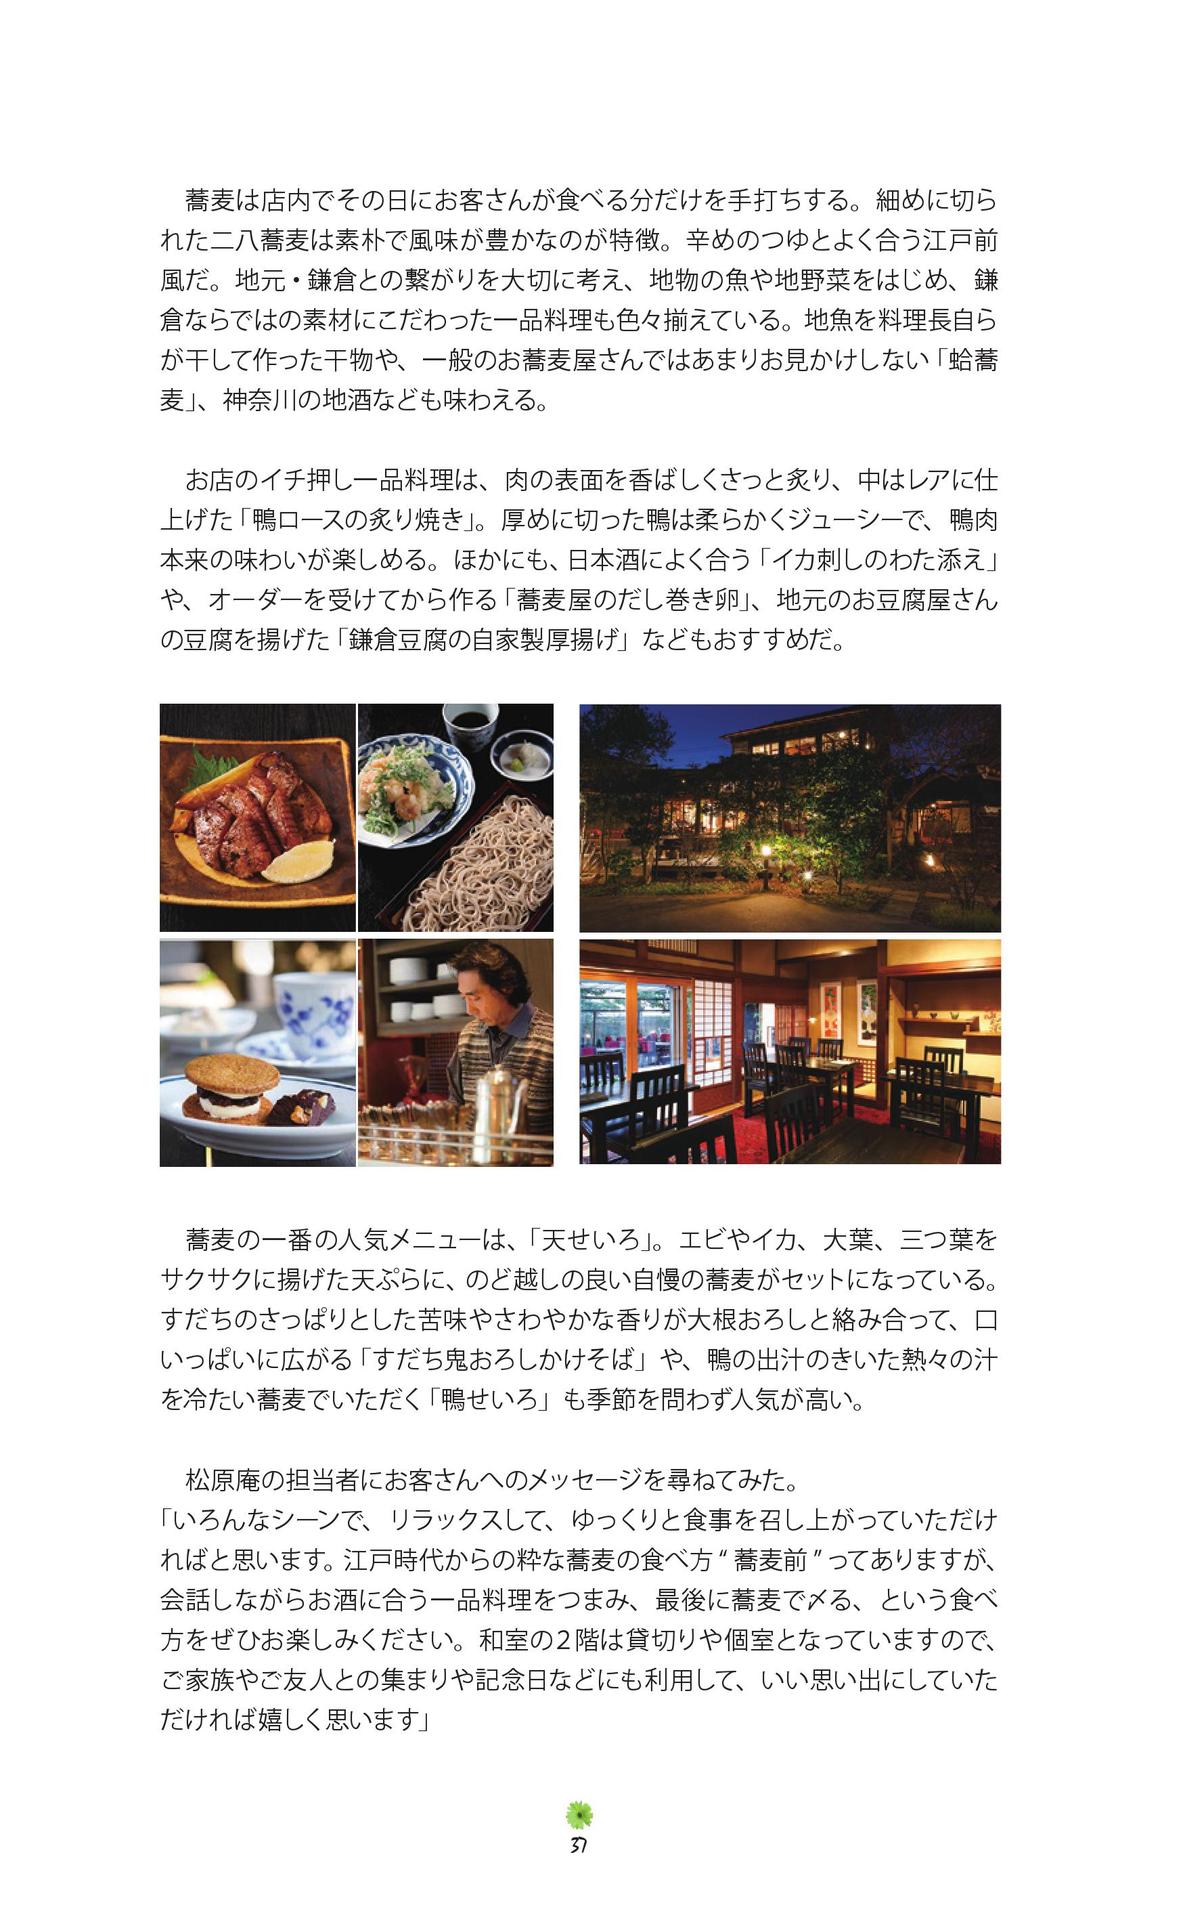 蕎麦は店内でその日にお客さんが食べる分だけを手打ちする。細めに切ら
れた二八蕎麦は素朴で風味が豊かなのが特徴。辛めのつゆとよく合う江戸前
風だ。地元・鎌倉との繋がりを大切に考え、地物の魚や地野菜をはじめ、鎌
倉ならではの素材にこだわった一品料理も色々揃えている。地魚を料理長自ら
が干して作った干物や、一般のお蕎麦屋さんではあまりお見かけしない「蛤蕎
麦」、神奈川の地酒なども味わえる。
お店のイチ押し一品料理は、肉の表面を香ばしくさっと炙り、中はレアに仕
上げた「鴨ロースの炙り焼き」。厚めに切った鴨は柔らかくジューシーで、鴨肉
本来の味わいが楽しめる。ほかにも、日本酒によく合う「イカ刺しのわた添え」
や、オーダーを受けてから作る「蕎麦屋のだし巻き卵」、地元のお豆腐屋さん
の豆腐を揚げた「鎌倉豆腐の自家製厚揚げ」などもおすすめだ。
蕎麦の一番の人気メニューは、「天せいろ」。エビやイカ、大葉、三つ葉を
サクサクに揚げた天ぷらに、のど越しの良い自慢の蕎麦がセットになっている。
すだちのさっぱりとした苦味やさわやかな香りが大根おろしと絡み合って、口
いっぱいに広がる「すだち鬼おろしかけそば」や、鴨の出汁のきいた熱々の汁
を冷たい蕎麦でいただく「鴨せいろ」も季節を問わず人気が高い。
松原庵の担当者にお客さんへのメッセージを尋ねてみた。
「いろんなシーンで、リラックスして、ゆっくりと食事を召し上がっていただけ
ればと思います。江戸時代からの粋な蕎麦の食べ方“蕎麦前”ってありますが、
会話しながらお酒に合う一品料理をつまみ、最後に蕎麦で〆る、という食べ
方をぜひお楽しみください。和室の2階は貸切りや個室となっていますので、
ご家族やご友人との集まりや記念日などにも利用して、いい思い出にしていた
だければ嬉しく思います」
37